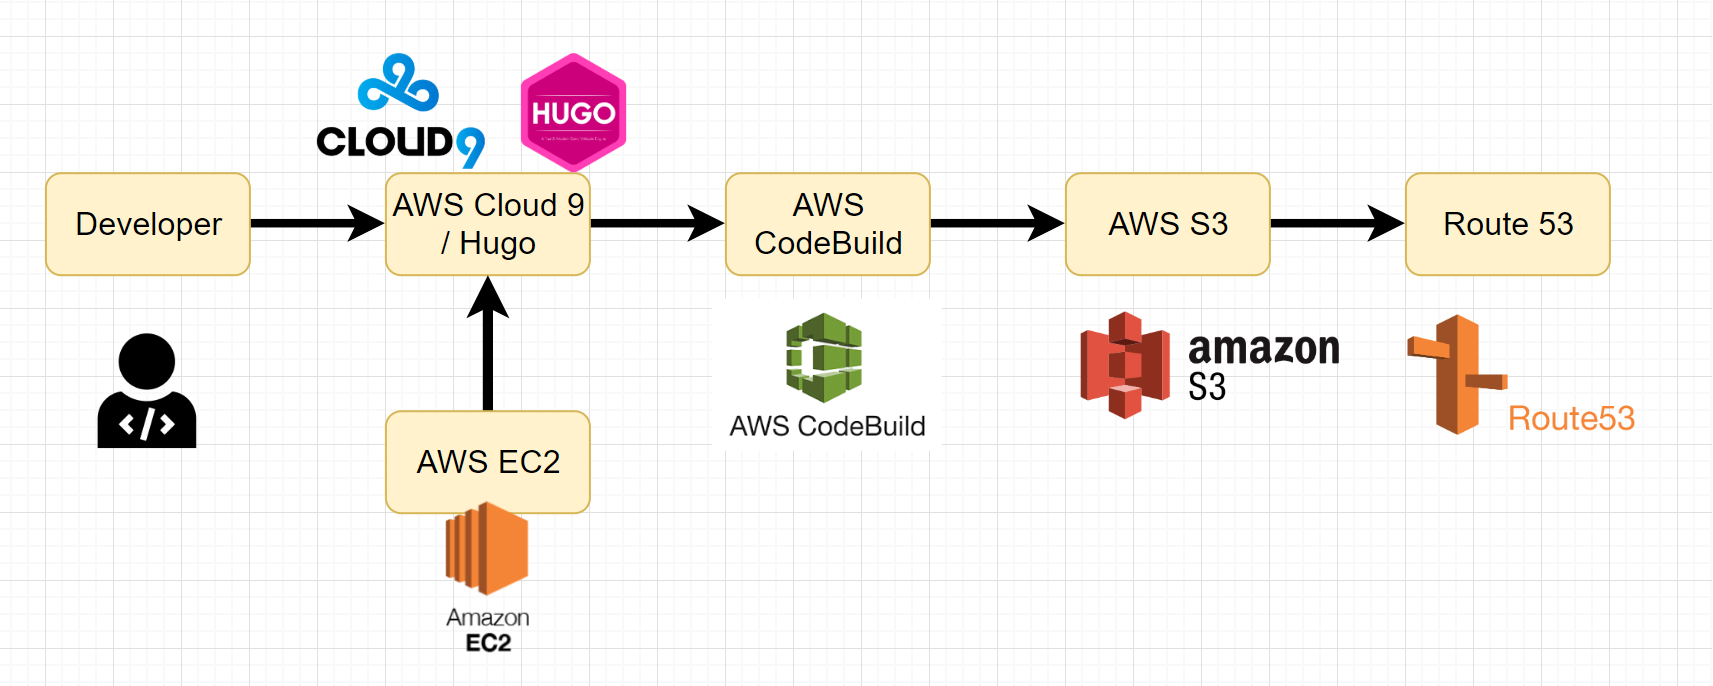 CLOUD9
HUGO
Developer
AWS Cloud 9
/ Hugo
AWS
CodeBuild
AWS S3
Route 53
</>
AWS CodeBuild
amazon
S3
Route53
AWS EC2
Amazon
EC2